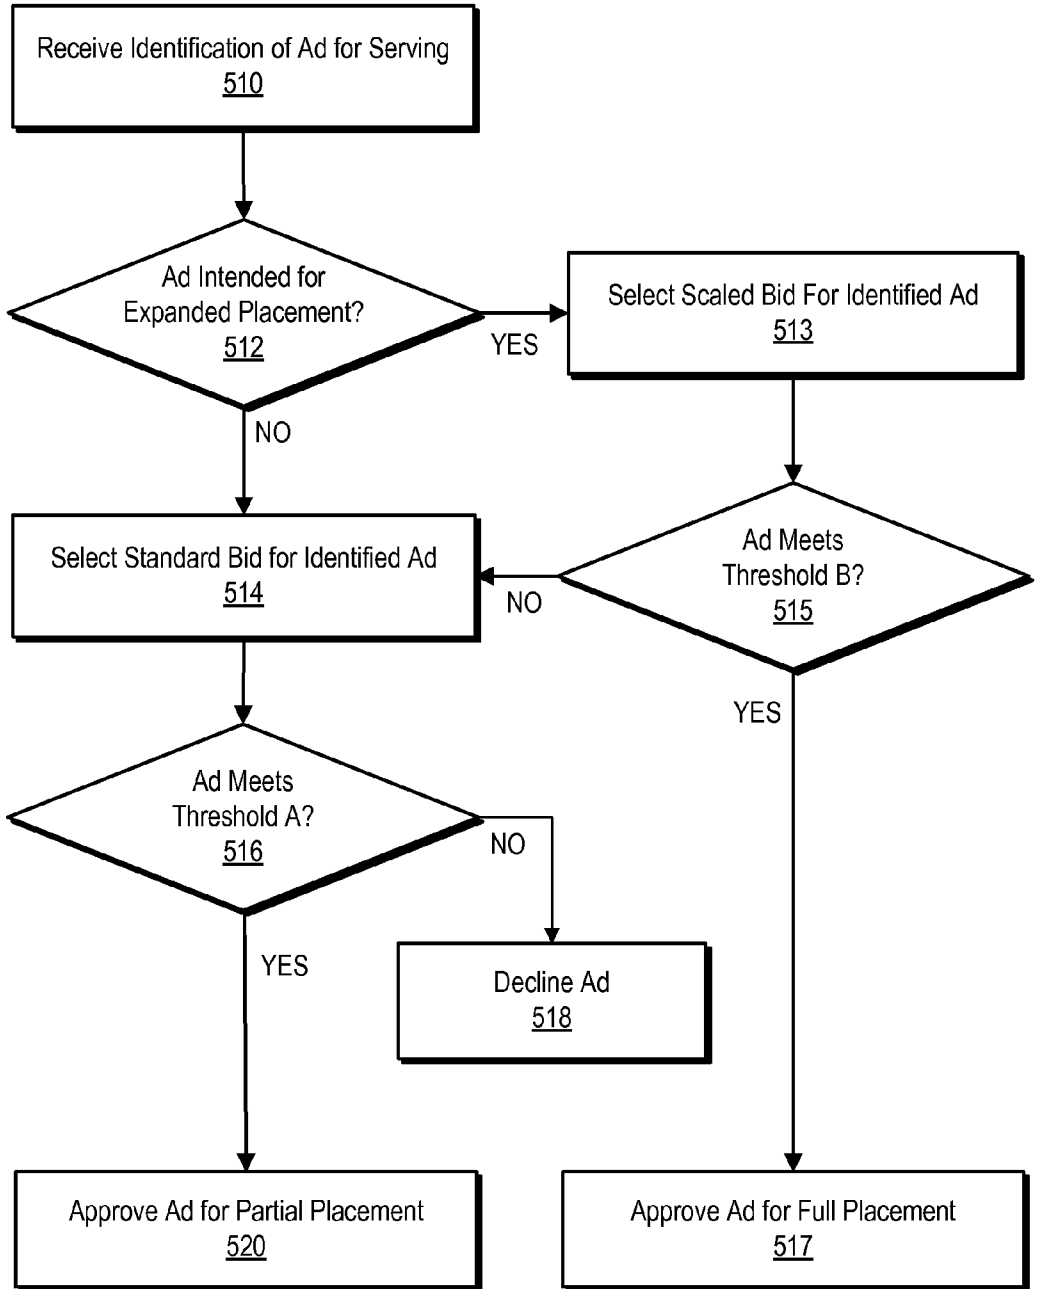 Receive Identification of Ad for Serving
510
Ad Intended for
Expanded Placement?
512
YES
Select Scaled Bid For Identified Ad
513
NO
Select Standard Bid for Identified Ad
514
Ad Meets
Threshold B?
515
NO
YES
Ad Meets
Threshold A?
516
NO
YES
Decline Ad
518
Approve Ad for Partial Placement
520
Approve Ad for Full Placement
517